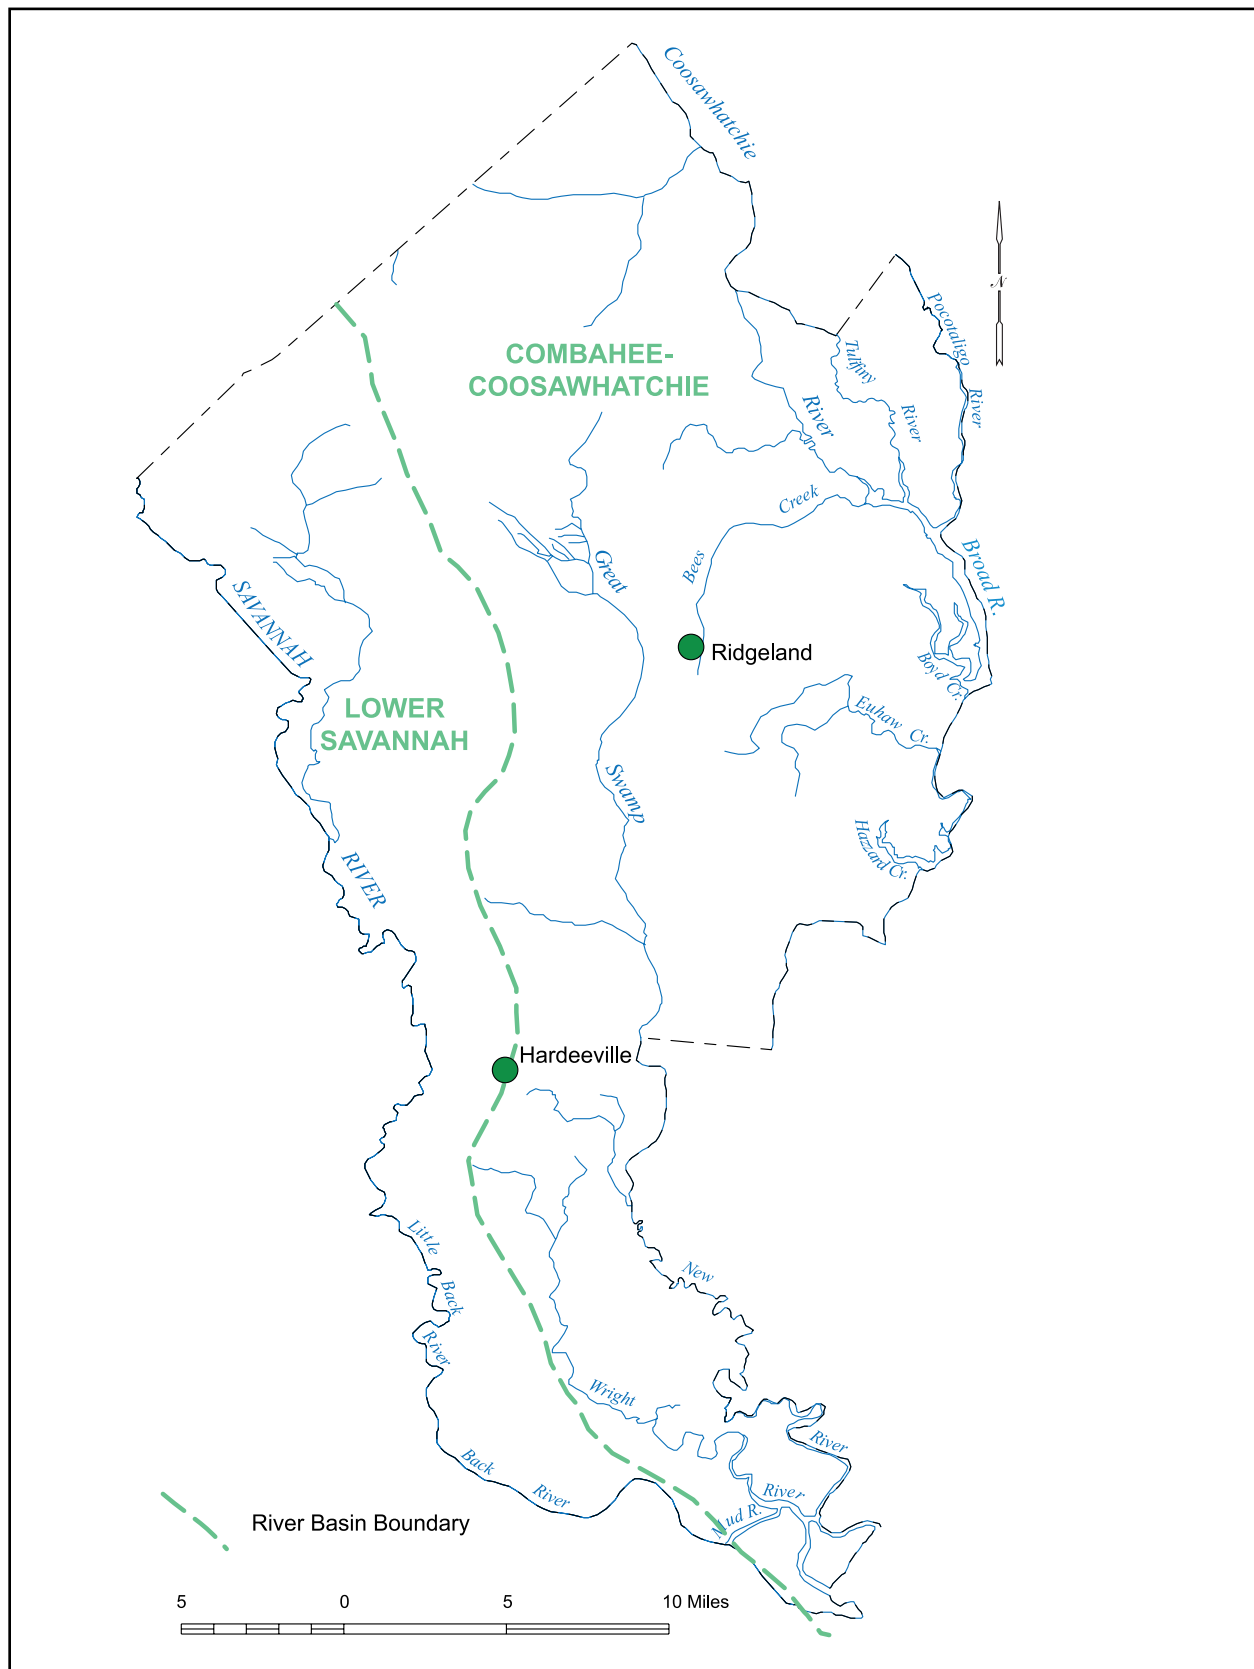 Coosawhatchie
N
Pocotaligo
River
Tulifiny
River
COMBAHEE-
COOSAWHATCHIE
River
Creek
Bees
Great
Broad R.
SAVANNAH
Ridgeland
Boyd Cr.
Euhaw Cr.
LOWER
SAVANNAH
Swamp
Hazzard Cr.
RIVER
Hardeeville
Little
Back
River
New
Wright
River
Back
River
River
Mud R.
River Basin Boundary
5 0 5 10 Miles